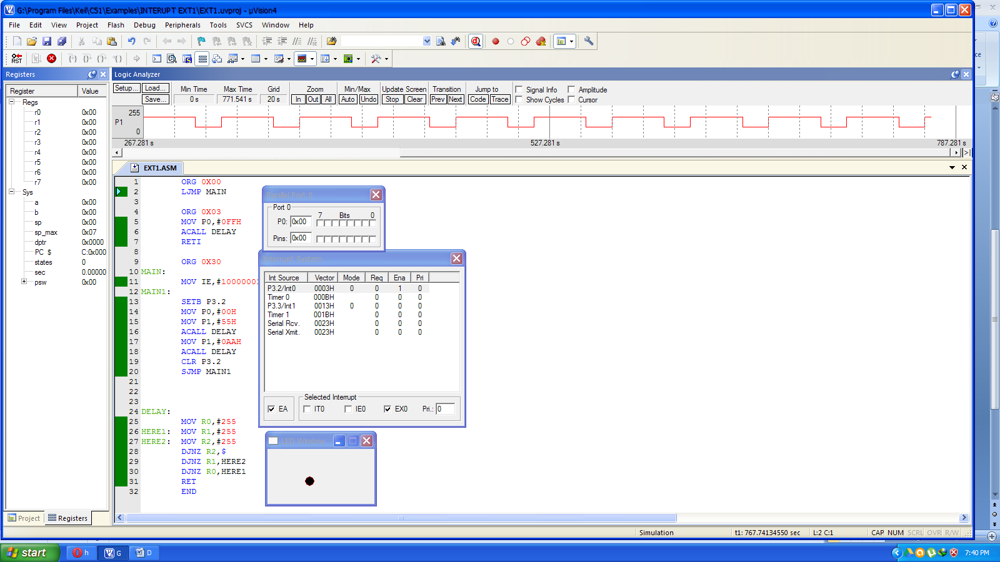 G:\Program Files\Keil\C51\Examples\INTERUPT EXT1\EXT1.uvproj - µVision4
File Edit View Project Flash Debug Peripherals Tools SVCS Window Help
RST
Registers
Register Value
Regs
r0 0x00
r1 0x00
r2 0x00
r3 0x00
r4 0x00
r5 0x00
r6 0x00
r7 0x00
Sys
a 0x00
b 0x00
sp 0x00
sp_max 0x07
dptr 0x0000
PC $ C:0x000
states 0
sec 0.00000
psw 0x00
Project Registers
Logic Analyzer
Setup... Load... Min Time Max Time Grid Zoom Min/Max Update Screen Transition Jump to Signal Info Amplitude
Save... 0 s 771.541 s 20 s In Out All Auto Undo Stop Clear Prev Next Code Trace Show Cycles Cursor
255
P1
0
267.281 s 527.281 s 787.281 s
EXT1.ASM
1 ORG 0X00
2 LJMP MAIN
3
4 ORG 0X03
5 MOV P0,#0FFH
6 ACALL DELAY
7 RETI
8
9 ORG 0X30
10 MAIN:
11 MOV IE,#10000001
12 MAIN1:
13 SETB P3.2
14 MOV P0,#00H
15 MOV P1,#55H
16 ACALL DELAY
17 MOV P1,#0AAH
18 ACALL DELAY
19 CLR P3.2
20 SJMP MAIN1
21
22
23
24 DELAY:
25 MOV R0,#255
26 HERE1: MOV R1,#255
27 HERE2: MOV R2,#255
28 DJNZ R2,$
29 DJNZ R1,HERE2
30 DJNZ R0,HERE1
31 RET
32 END
Parallel Port 0
Port 0
7 Bits 0
P0: 0x00
Pins: 0x00
Interrupt System
Int Source Vector Mode Req Ena Pri
P3.2/Int0 0003H 0 0 1 0
Timer 0 000BH 0 0 0
P3.3/Int1 0013H 0 0 0 0
Timer 1 001BH 0 0 0
Serial Rcv. 0023H 0 0 0
Serial Xmit. 0023H 0 0 0
Selected Interrupt
EA IT0 IE0 EX0 Pri.: 0
LED Window
Simulation t1: 767.74134550 sec L:2 C:1 CAP NUM SCRL OVR R/W
start h G D 7:40 PM